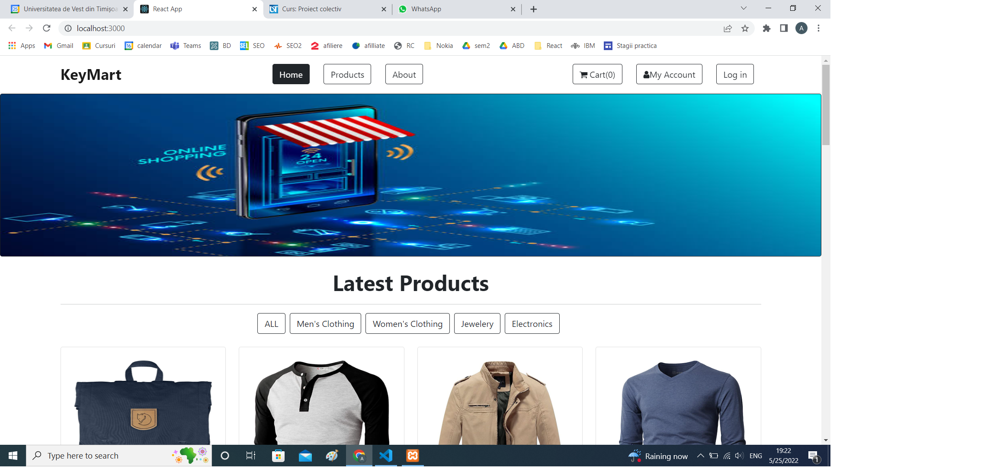 Universitatea de Vest din Timișoa
React App
Curs: Proiect colectiv
WhatsApp
localhost:3000
A
Apps
Gmail
Cursuri
16
calendar
Teams
BD
SEL
SEO
SEO2
afiliere
afilliate
RC
Nokia
sem2
ABD
React
IBM
Stagii practica
KeyMart
Home
Products
About
Cart(0)
My Account
Log in
ONLINE
SHOPPING
24
OPEN
Latest Products
ALL
Men's Clothing
Women's Clothing
Jewelery
Electronics
Type here to search
A
Raining now
ENG
19:22
5/25/2022
1